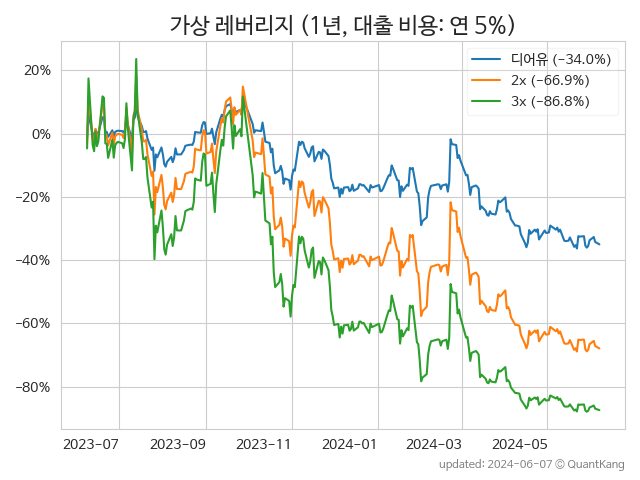 가상 레버리지 (1년, 대출 비용: 연 5%)
디어유 (−34.0%)
2x (−66.9%)
3x (−86.8%)
20%
0%
−20%
−40%
−60%
−80%
2023-07
2023-09
2023-11
2024-01
2024-03
2024-05
updated: 2024-06-07 © QuantKang